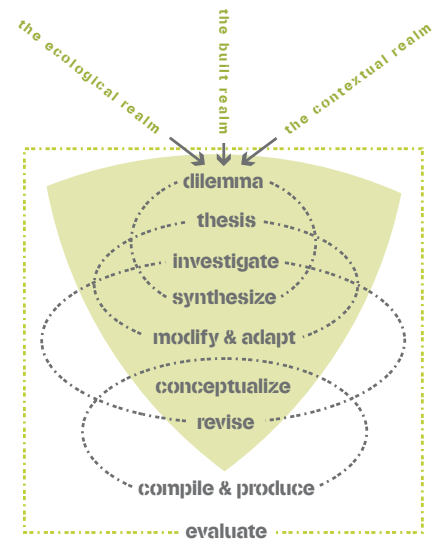 the ecological realm
the built realm
the contextual realm
dilemma
thesis
investigate
synthesize
modify & adapt
conceptualize
revise
compile & produce
evaluate